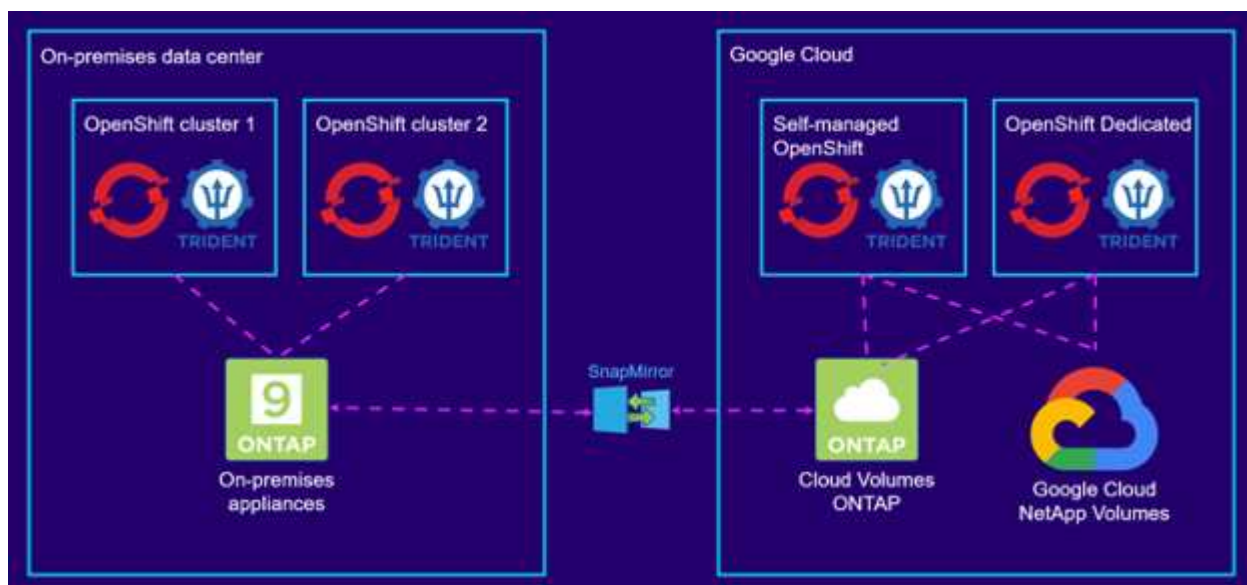 On-premises data center
OpenShift cluster 1
TRIDENT
OpenShift cluster 2
TRIDENT
9
ONTAP
On-premises
appliances
SnapMirror
Google Cloud
Self-managed
OpenShift
TRIDENT
OpenShift Dedicated
TRIDENT
ONTAP
Cloud Volumes
ONTAP
Google Cloud
NetApp Volumes